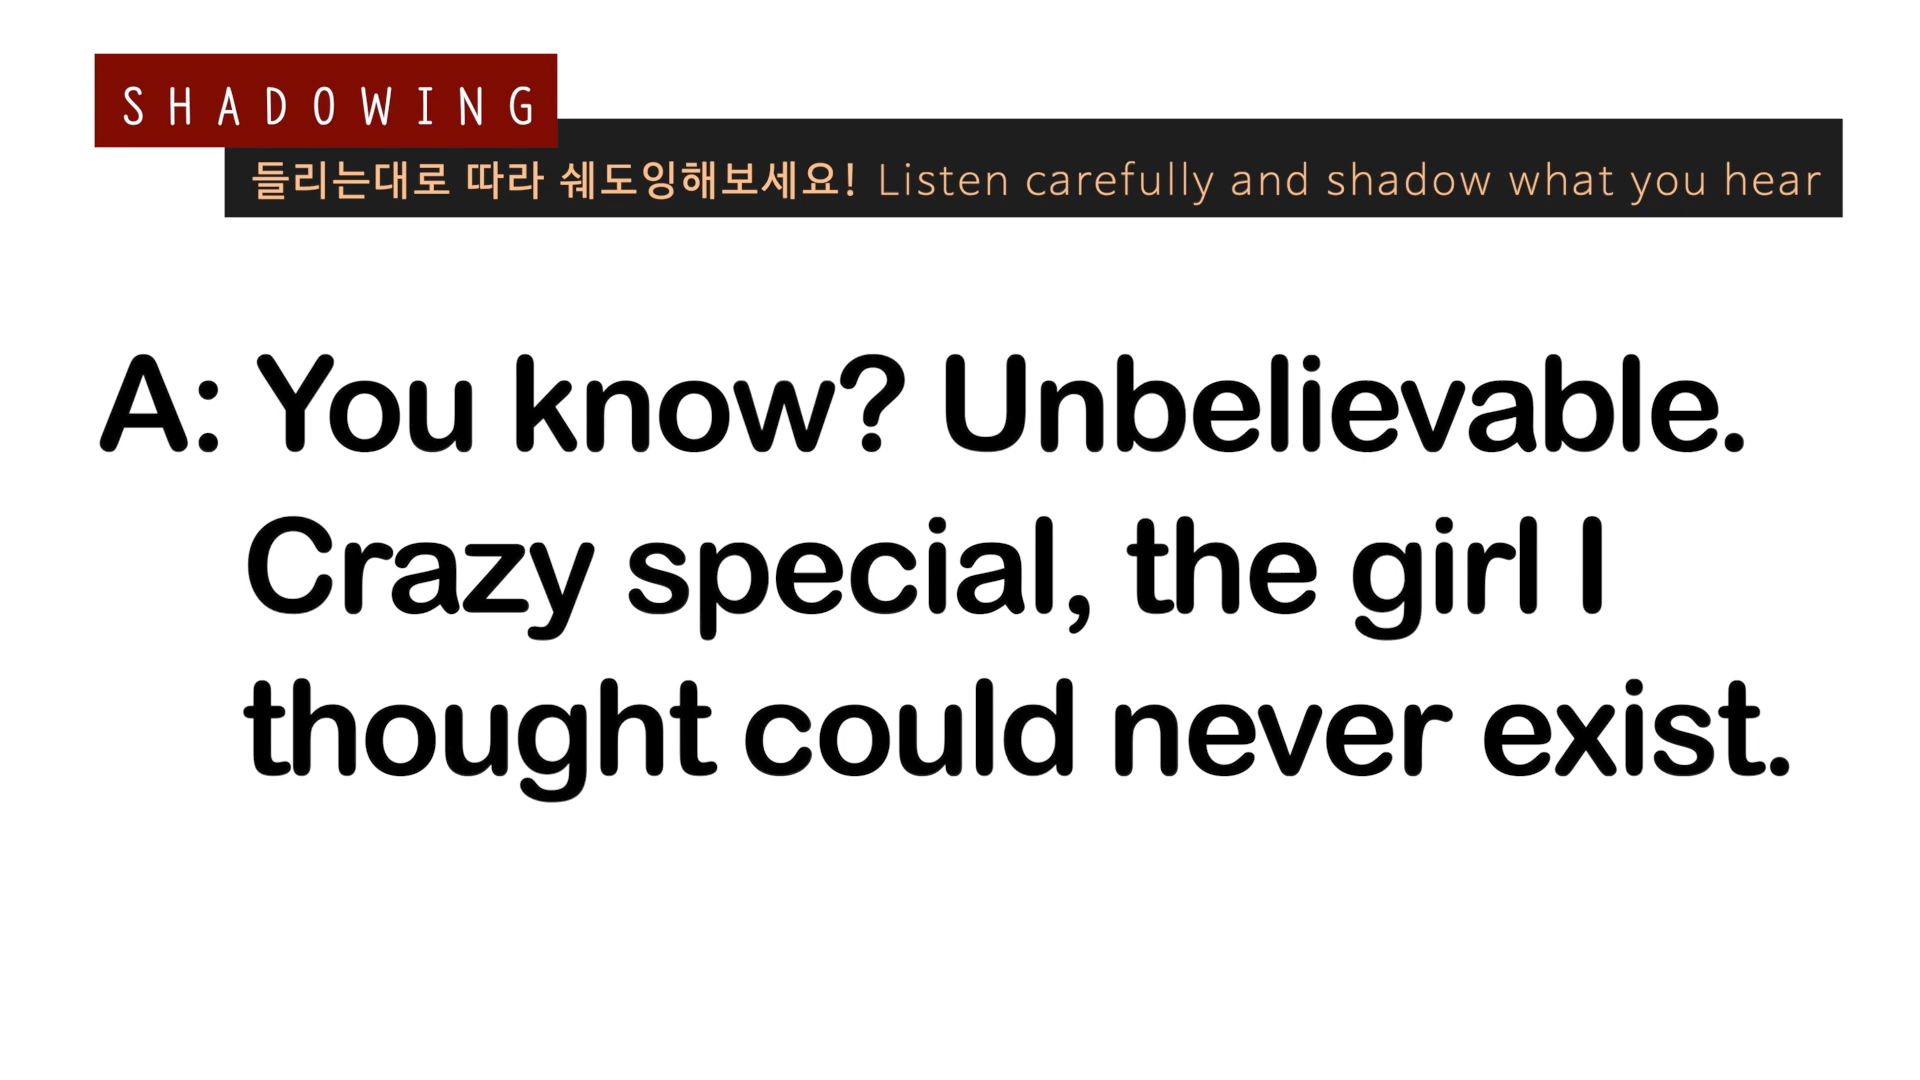 SHADOWING
들리는대로 따라 쉐도잉해보세요! Listen carefully and shadow what you hear
A: You know? Unbelievable.
Crazy special, the girl I
thought could never exist.